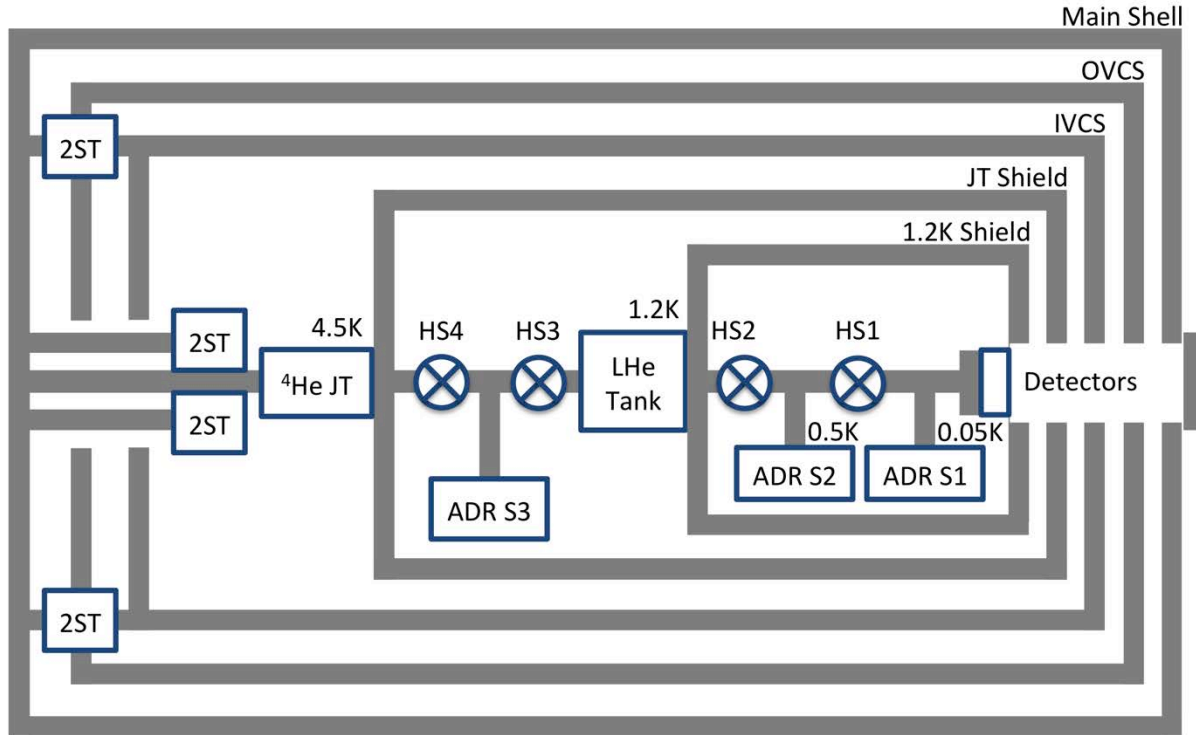 Main Shell
OVCS
IVCS
2ST
JT Shield
1.2K Shield
4.5K
HS4
HS3
1.2K
HS2
HS1
2ST
⁴He JT
LHe
Tank
Detectors
2ST
0.5K
0.05K
ADR S3
ADR S2
ADR S1
2ST